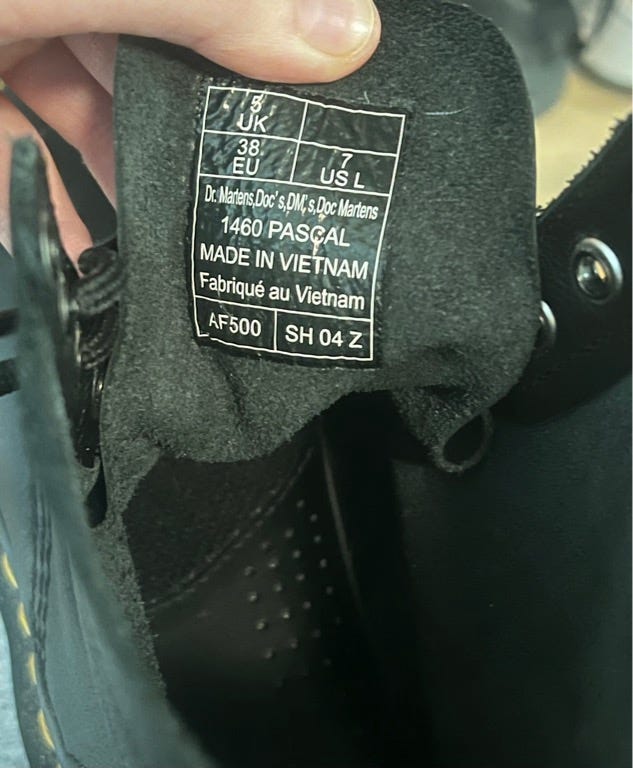 5
UK
38
EU
7
US L
Dr. Martens,Doc's,DM's,Doc Martens
1460 PASCAL
MADE IN VIETNAM
Fabriqué au Vietnam
AF500
SH 04 Z